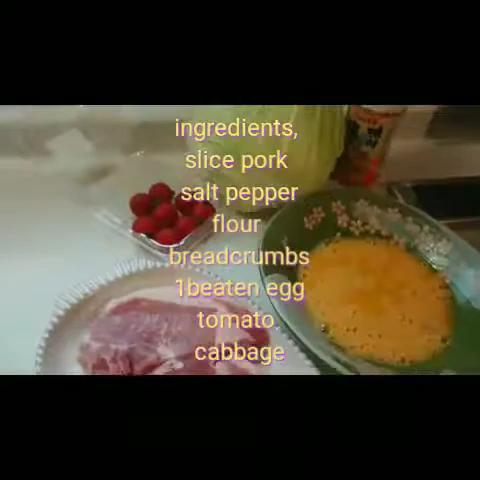 ingredients,
slice pork
salt pepper
flour
breadcrumbs
1beaten egg
tomato
cabbage